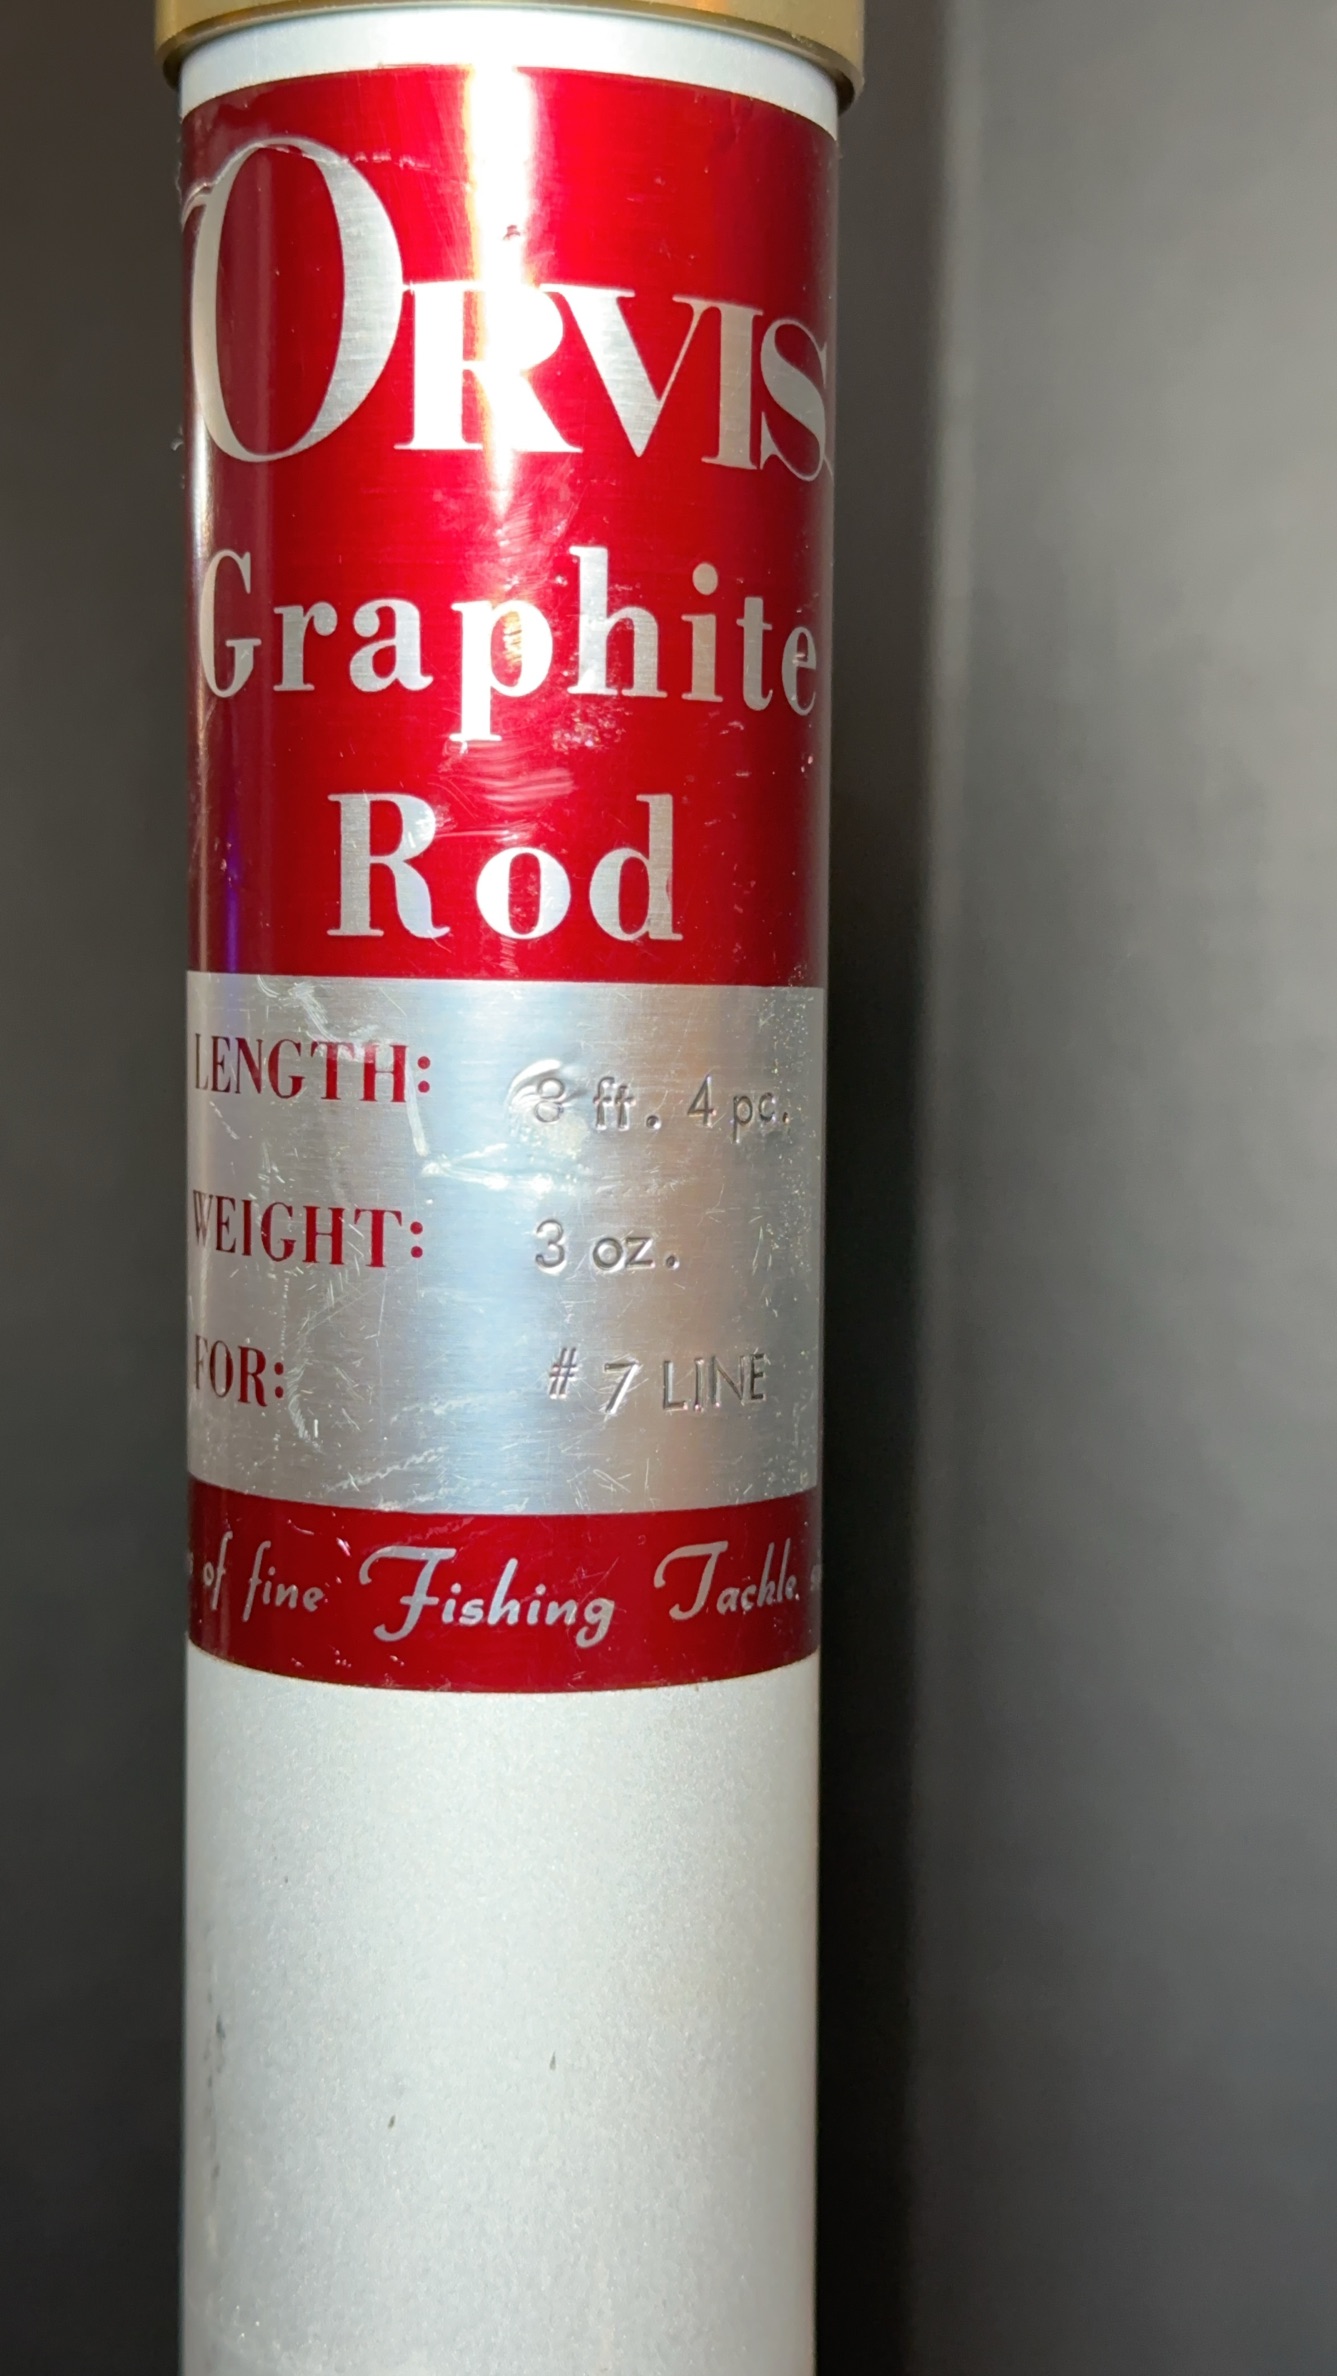 ORVIS
Graphite
Rod
LENGTH: 8 ft. 4 pc.
WEIGHT: 3 oz.
FOR: # 7 LINE
of fine Fishing Tackle.